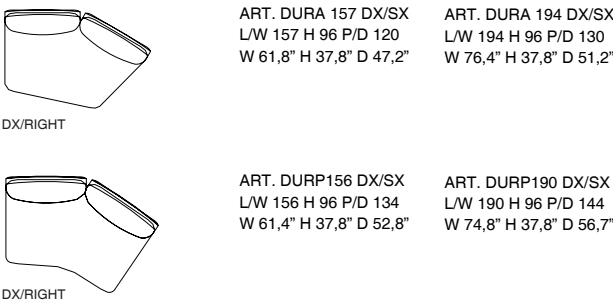 ART. DURA 157 DX/SX
L/W 157 H 96 P/D 120
W 61,8” H 37,8” D 47,2”
ART. DURA 194 DX/SX
L/W 194 H 96 P/D 130
W 76,4” H 37,8” D 51,2”
DX/RIGHT
ART. DURP156 DX/SX
L/W 156 H 96 P/D 134
W 61,4” H 37,8” D 52,8”
ART. DURP190 DX/SX
L/W 190 H 96 P/D 144
W 74,8” H 37,8” D 56,7”
DX/RIGHT